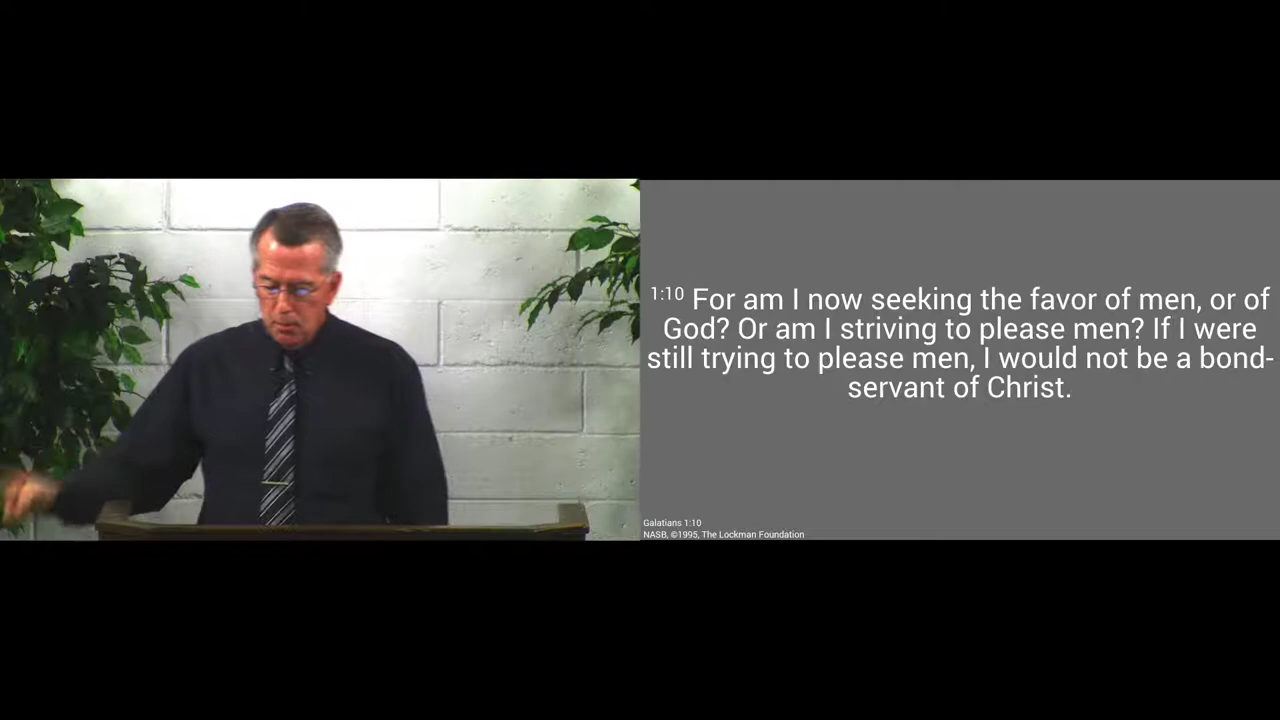 1:10 For am I now seeking the favor of men, or of
God? Or am I striving to please men? If I were
still trying to please men, I would not be a bond-
servant of Christ.
Galatians 1:10
NASB, ©1995, The Lockman Foundation